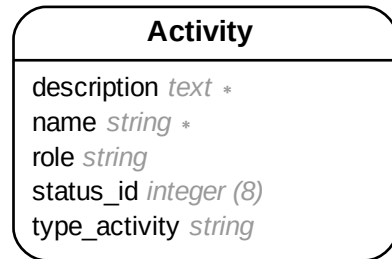 Activity
description text *
name string *
role string
status_id integer (8)
type_activity string